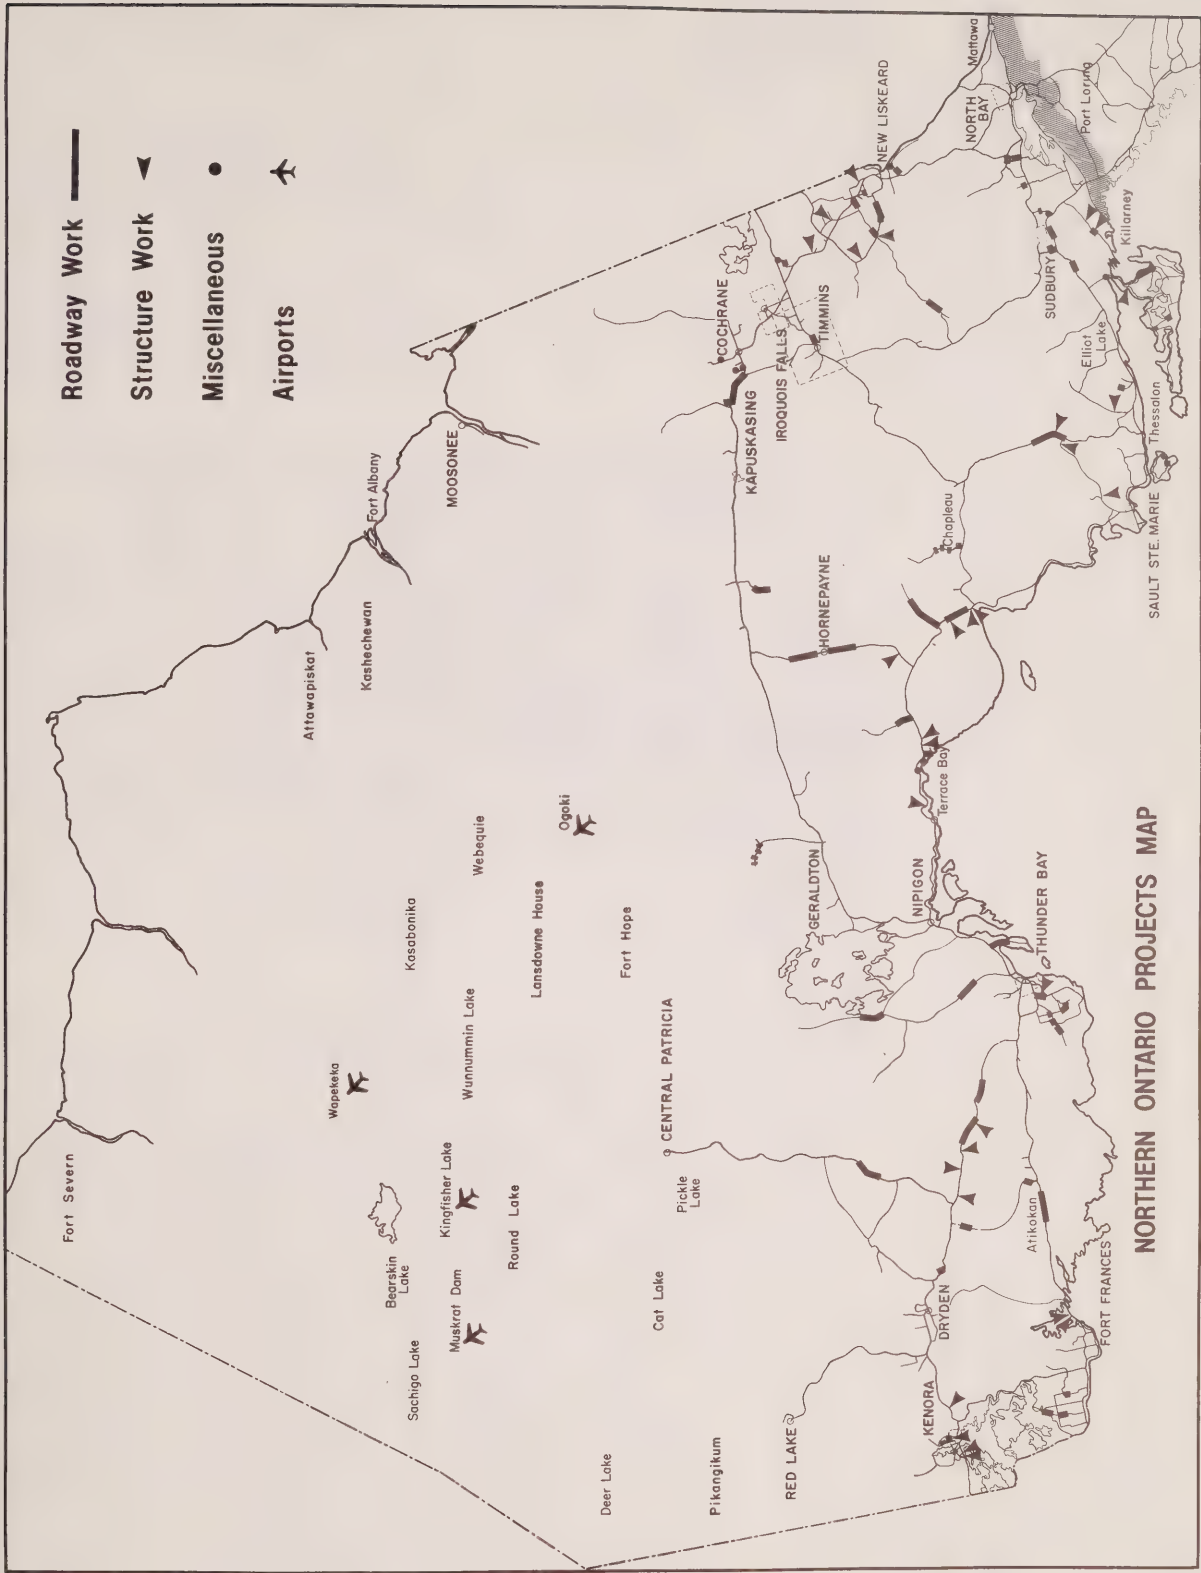 Roadway Work
Structure Work
Miscellaneous
Airports
Fort Severn
Wapekeka
Attawapiskat
Kashechewan
Fort Albany
MOOSONEE
Bearskin
Lake
Sachigo Lake
Kasabonika
Muskrat Dam
Kingfisher Lake
Wunnummin Lake
Webequie
Round Lake
Lansdowne House
Ogoki
Deer Lake
Cat Lake
Fort Hope
Pickle
Lake
CENTRAL PATRICIA
Pikangikum
RED LAKE
GERALDTON
HORNEPAYNE
KAPUSKASING
COCHRANE
IROQUOIS FALLS
TIMMINS
NEW LISKEARD
KENORA
DRYDEN
NIPIGON
Terrace Bay
Chapleau
Atikokan
THUNDER BAY
FORT FRANCES
SAULT STE. MARIE
Thessalon
Elliot
Lake
SUDBURY
Killarney
NORTH
BAY
Mattawa
Port Loring
NORTHERN ONTARIO PROJECTS MAP